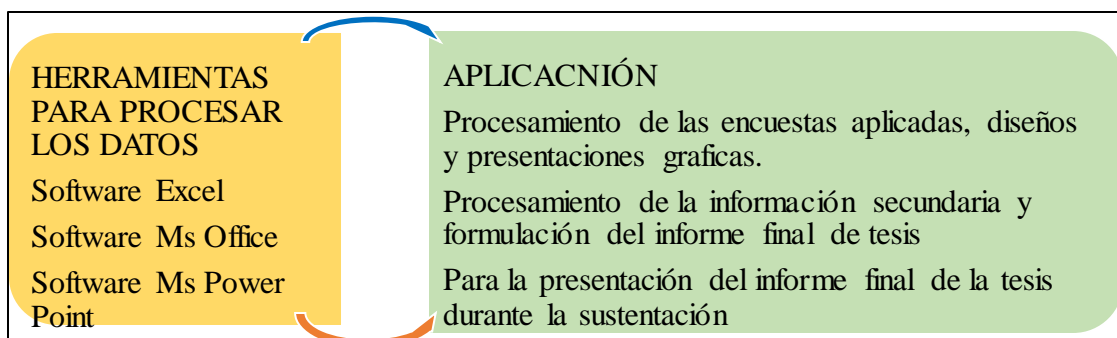 HERRAMIENTAS
PARA PROCESAR
LOS DATOS
Software Excel
Software Ms Office
Software Ms Power
Point
APLICACNIÓN
Procesamiento de las encuestas aplicadas, diseños
y presentaciones graficas.
Procesamiento de la información secundaria y
formulación del informe final de tesis
Para la presentación del informe final de la tesis
durante la sustentación